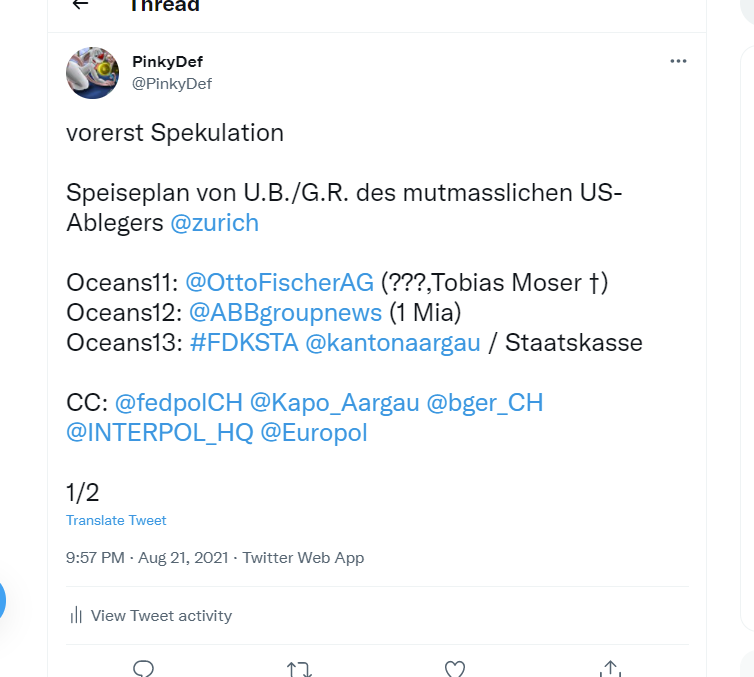 Thread
PinkyDef
@PinkyDef
vorerst Spekulation
Speiseplan von U.B./G.R. des mutmasslichen US-
Ablegers @zurich
Oceans11: @OttoFischerAG (???,Tobias Moser †)
Oceans12: @ABBgroupnews (1 Mia)
Oceans13: #FDKSTA @kantonaargau / Staatskasse
CC: @fedpolCH @Kapo_Aargau @bger_CH
@INTERPOL_HQ @Europol
1/2
Translate Tweet
9:57 PM · Aug 21, 2021 · Twitter Web App
View Tweet activity